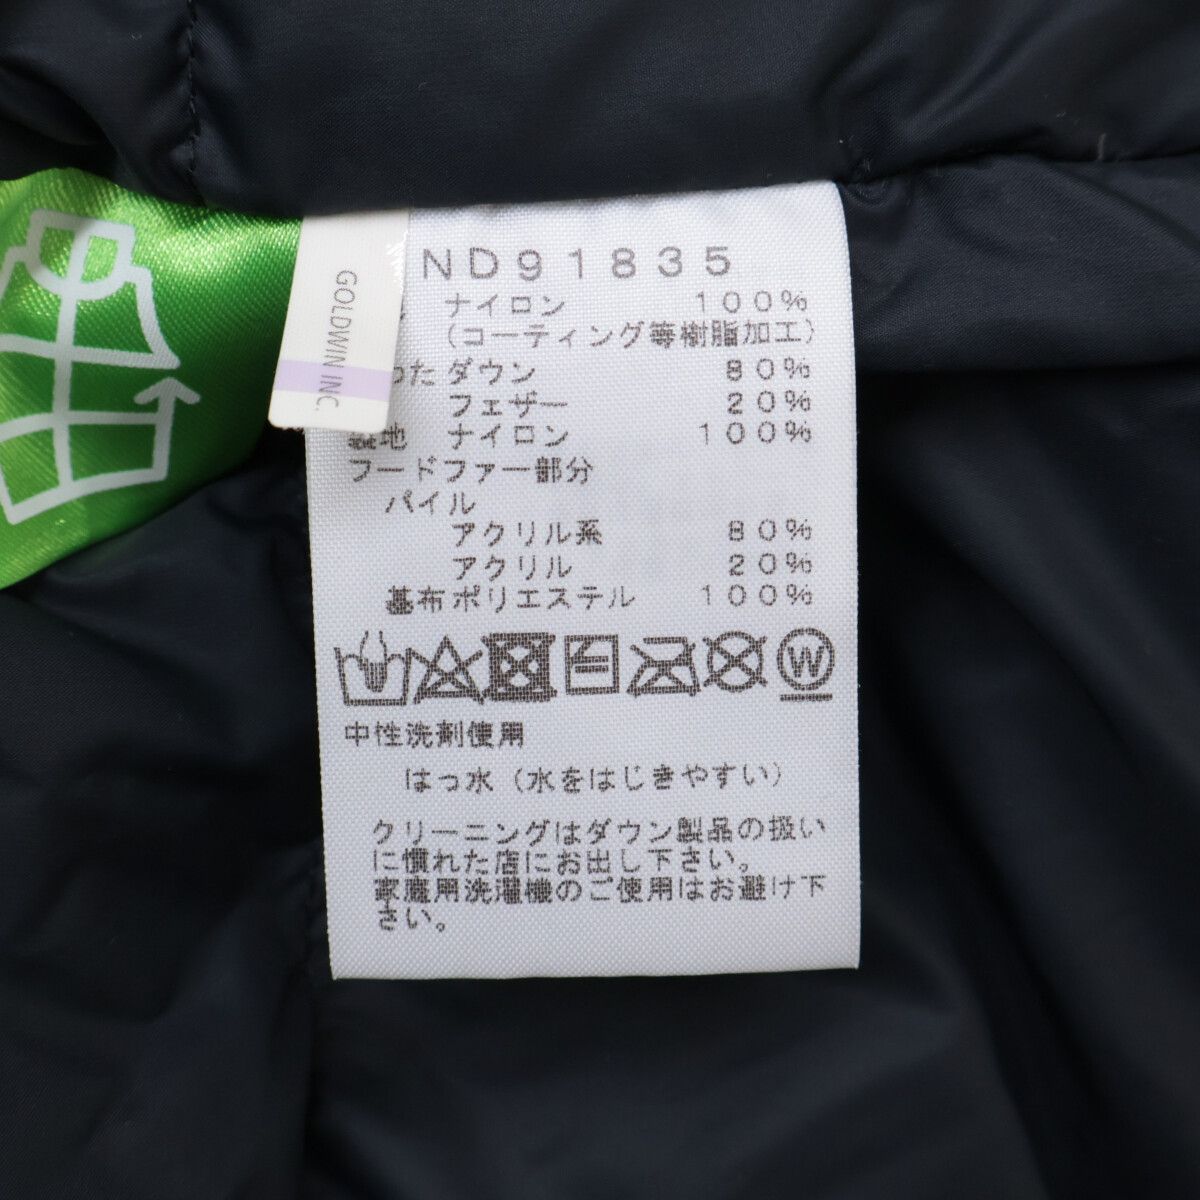 GOLDWIN INC.
ND91835
ナイロン 100%
(コーティング等樹脂加工)
わた ダウン 80%
フェザー 20%
裏地 ナイロン 100%
フードファー部分
パイル
アクリル系 80%
アクリル 20%
基布ポリエステル 100%
W
中性洗剤使用
はっ水(水をはじきやすい)
クリーニングはダウン製品の扱い
に慣れた店にお出し下さい。
家庭用洗濯機のご使用はお避け下
さい。